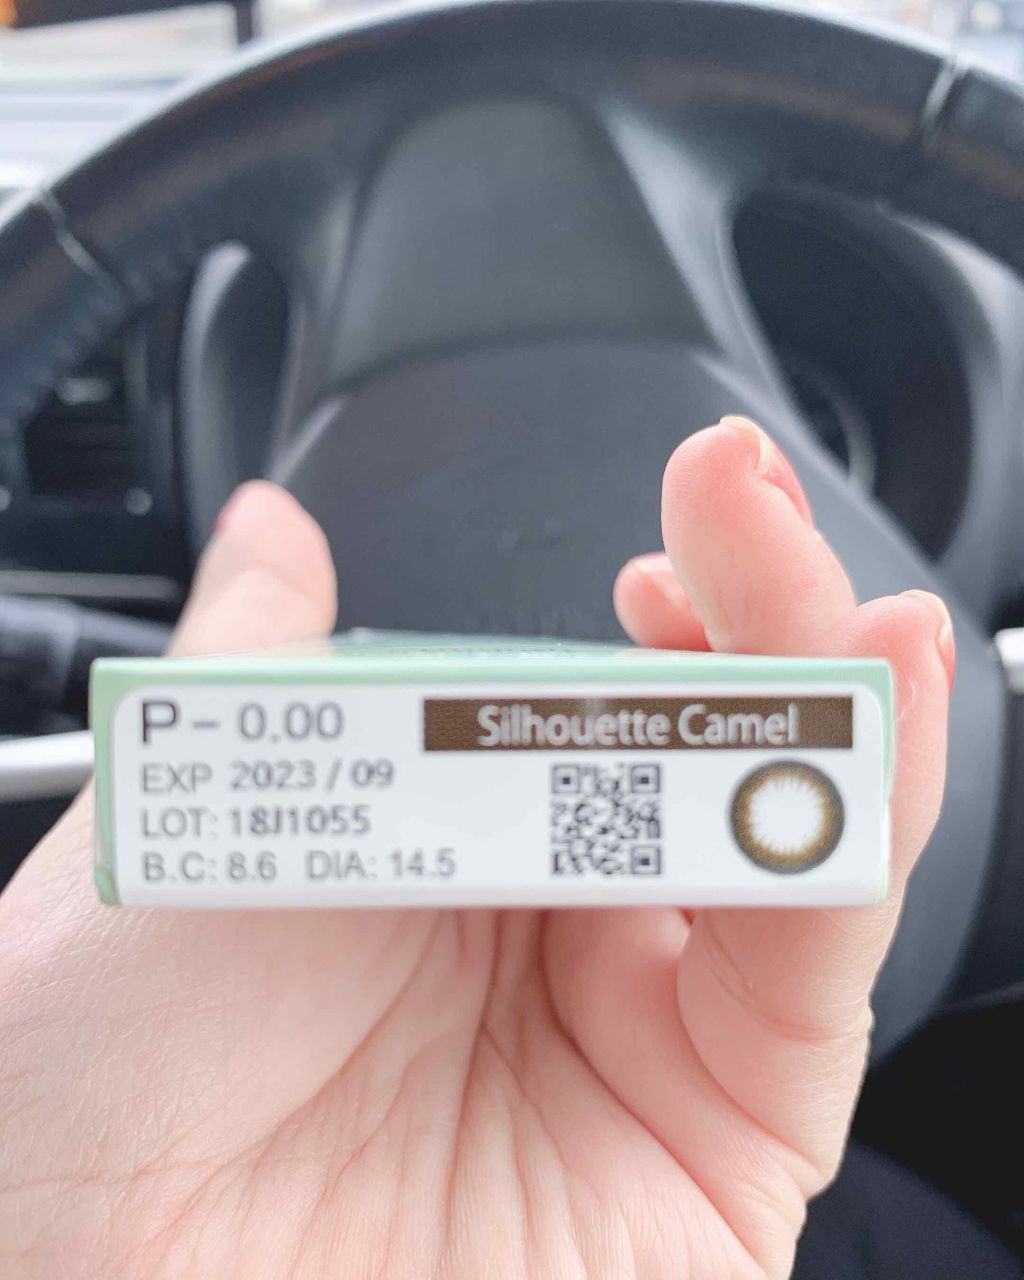 P - 0.00
Silhouette Camel
EXP 2023 / 09
LOT: 18J1055
B.C: 8.6 DIA: 14.5